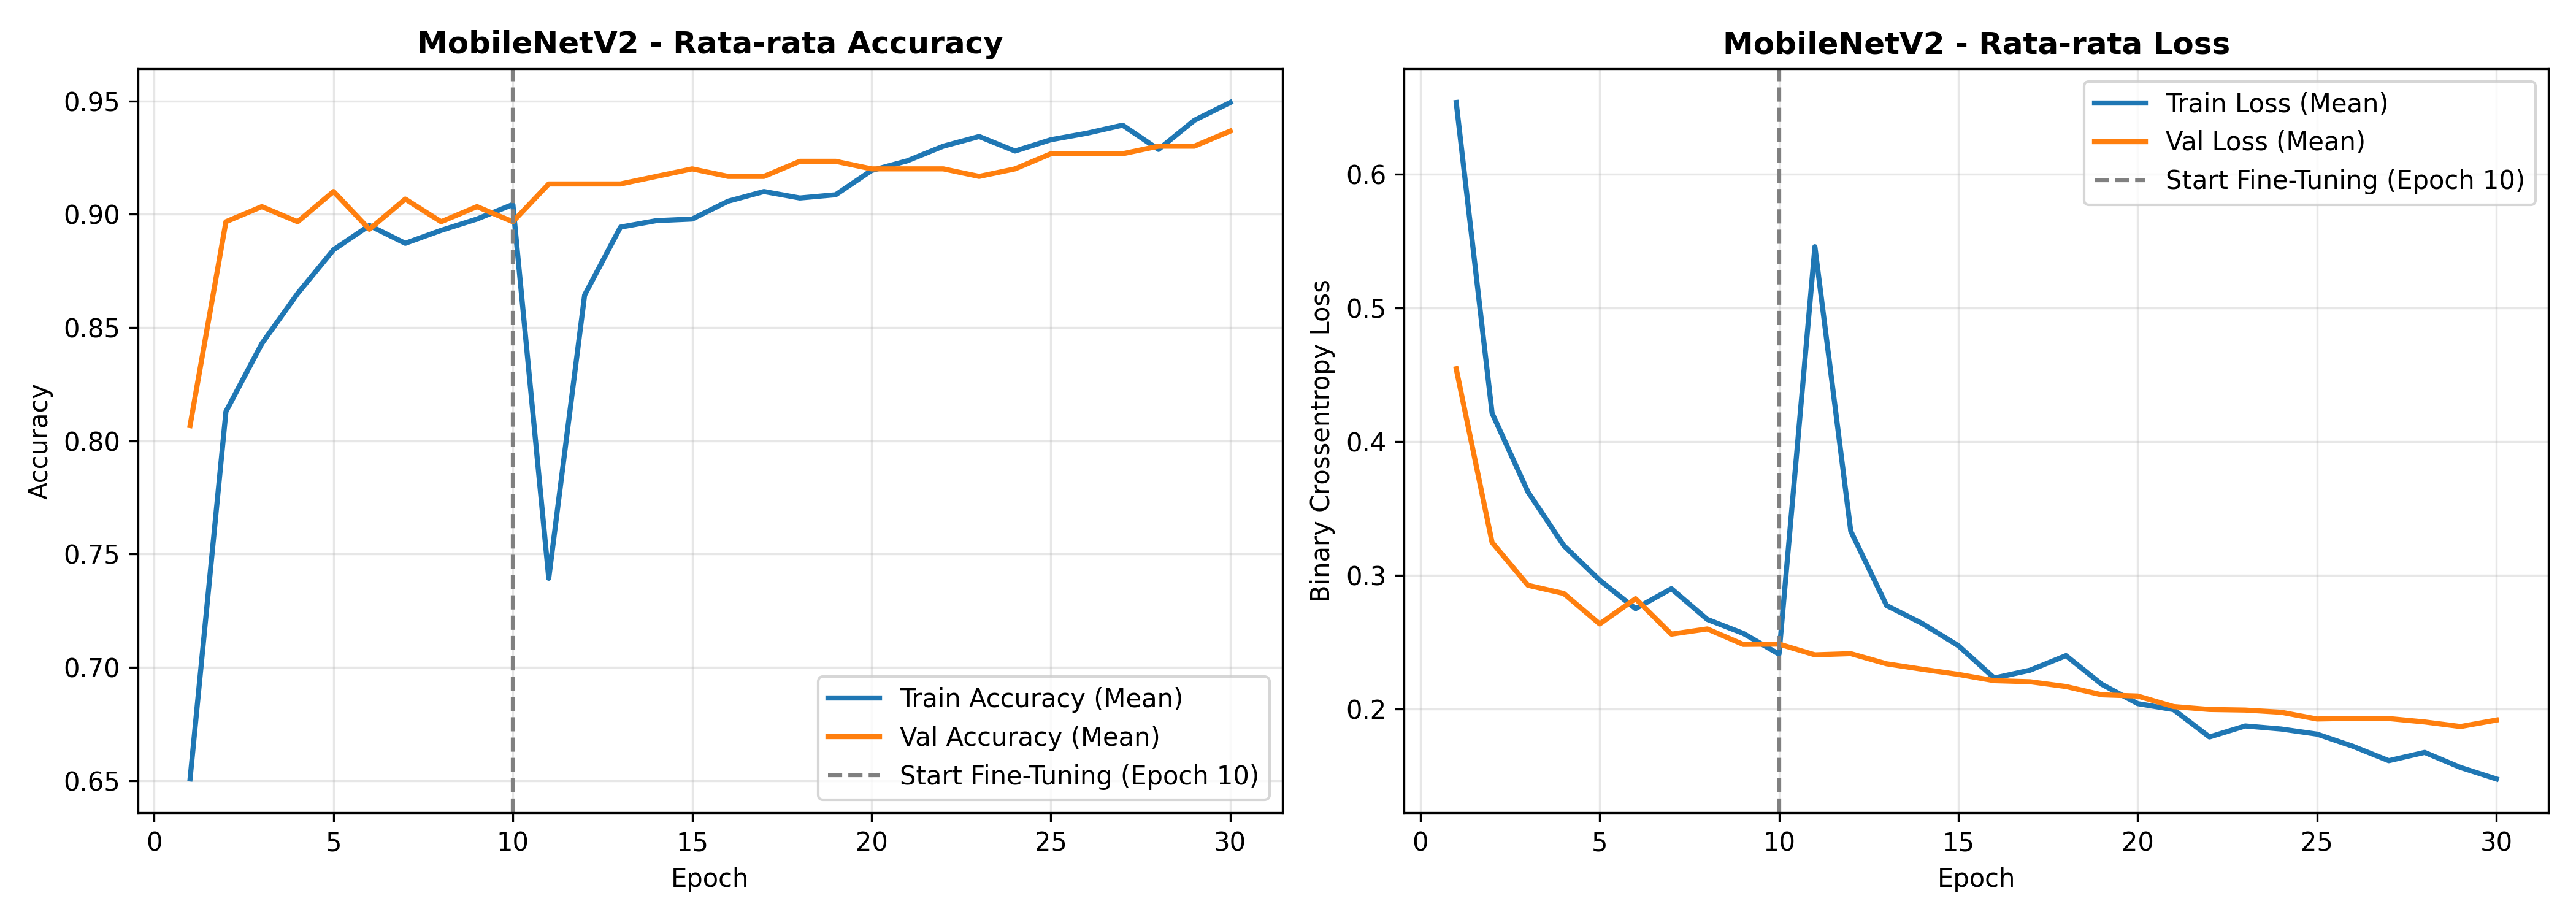 MobileNetV2 - Rata-rata Accuracy
Accuracy
0.95
0.90
0.85
0.80
0.75
0.70
0.65
Train Accuracy (Mean)
Val Accuracy (Mean)
Start Fine-Tuning (Epoch 10)
0 5 10 15 20 25 30
Epoch
MobileNetV2 - Rata-rata Loss
Binary Crossentropy Loss
0.6
0.5
0.4
0.3
0.2
Train Loss (Mean)
Val Loss (Mean)
Start Fine-Tuning (Epoch 10)
0 5 10 15 20 25 30
Epoch